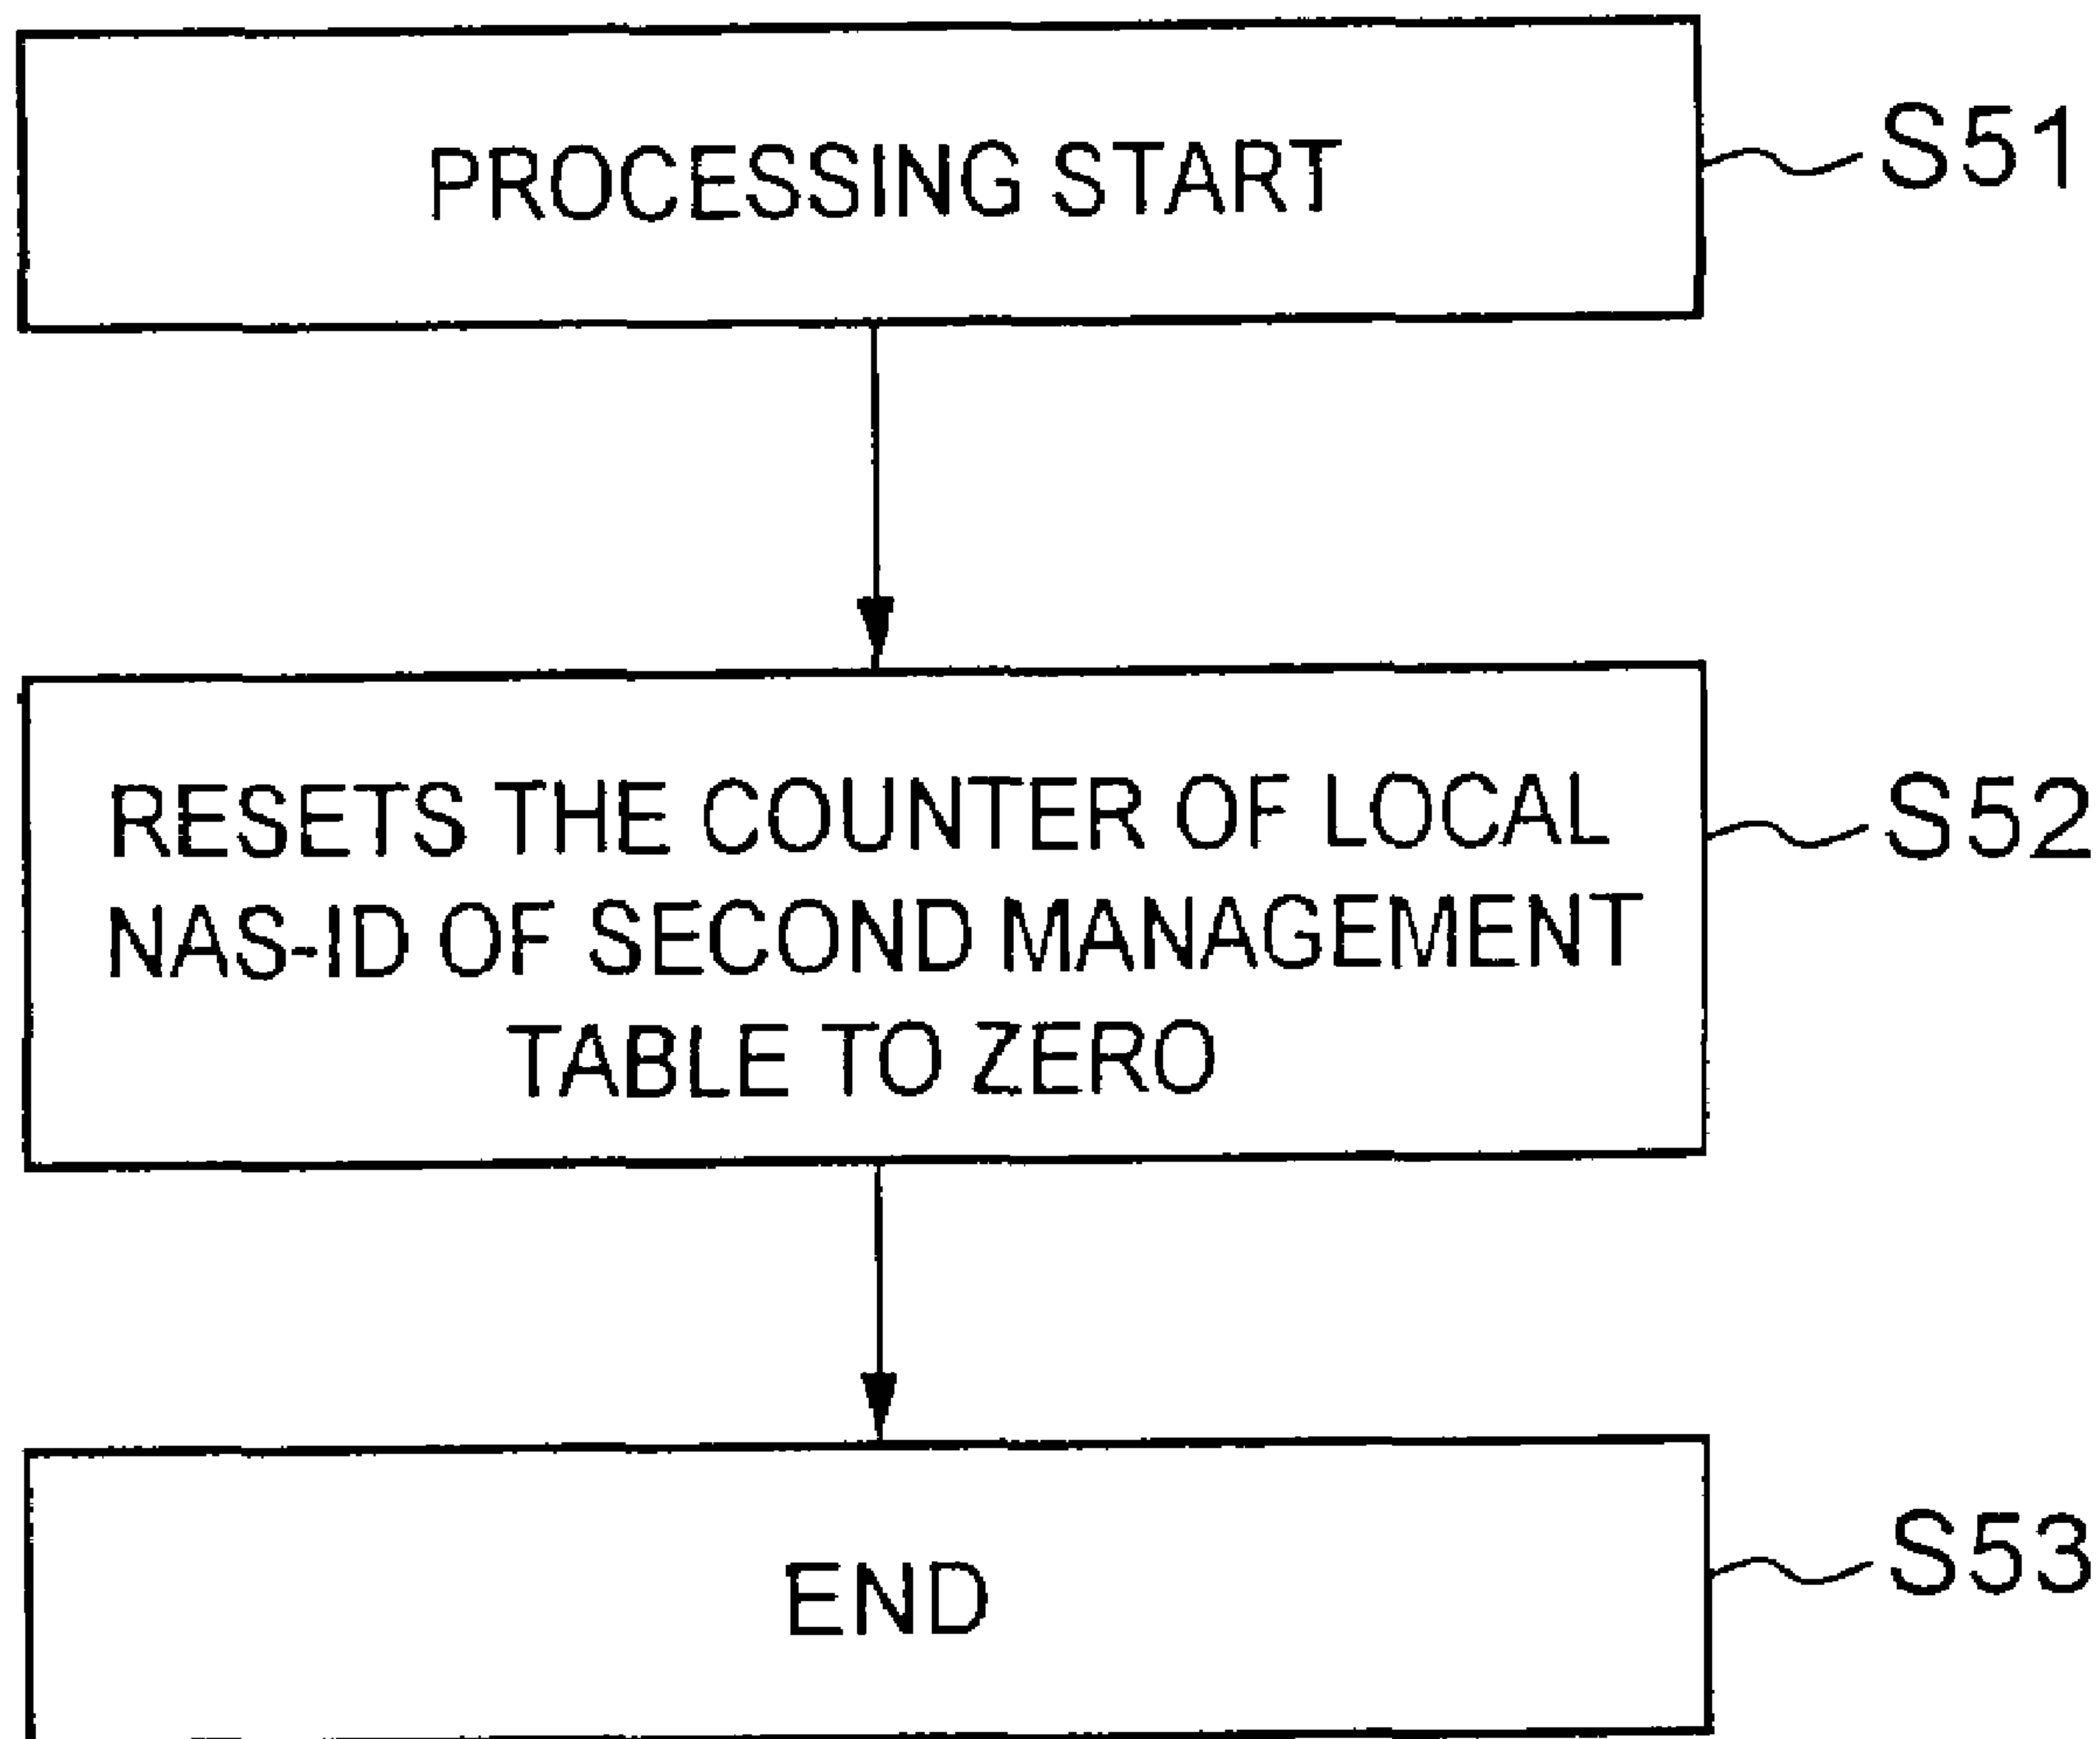 PROCESSING START
S51
RESETS THE COUNTER OF LOCAL
NAS-ID OF SECOND MANAGEMENT
TABLE TO ZERO
S52
END
S53